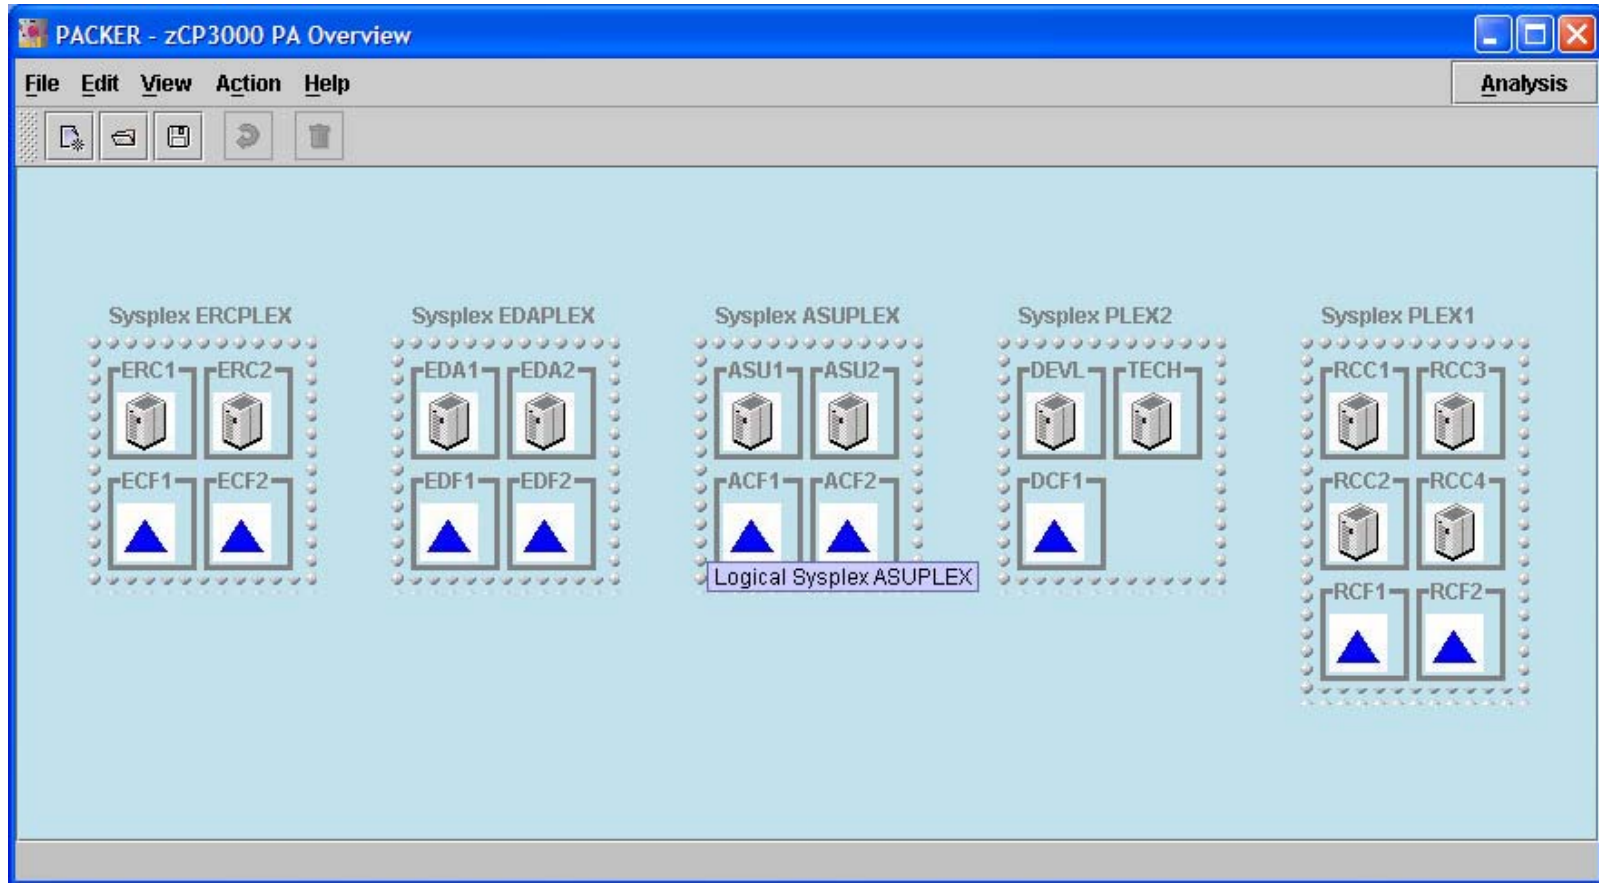 PACKER - zCP3000 PA Overview
File Edit View Action Help Analysis
Sysplex ERCPLEX Sysplex EDAPLEX Sysplex ASUPLEX Sysplex PLEX2 Sysplex PLEX1
ERC1 ERC2 EDA1 EDA2 ASU1 ASU2 DEVL TECH RCC1 RCC3
ECF1 ECF2 EDF1 EDF2 ACF1 ACF2 DCF1 RCC2 RCC4
Logical Sysplex ASUPLEX
RCF1 RCF2